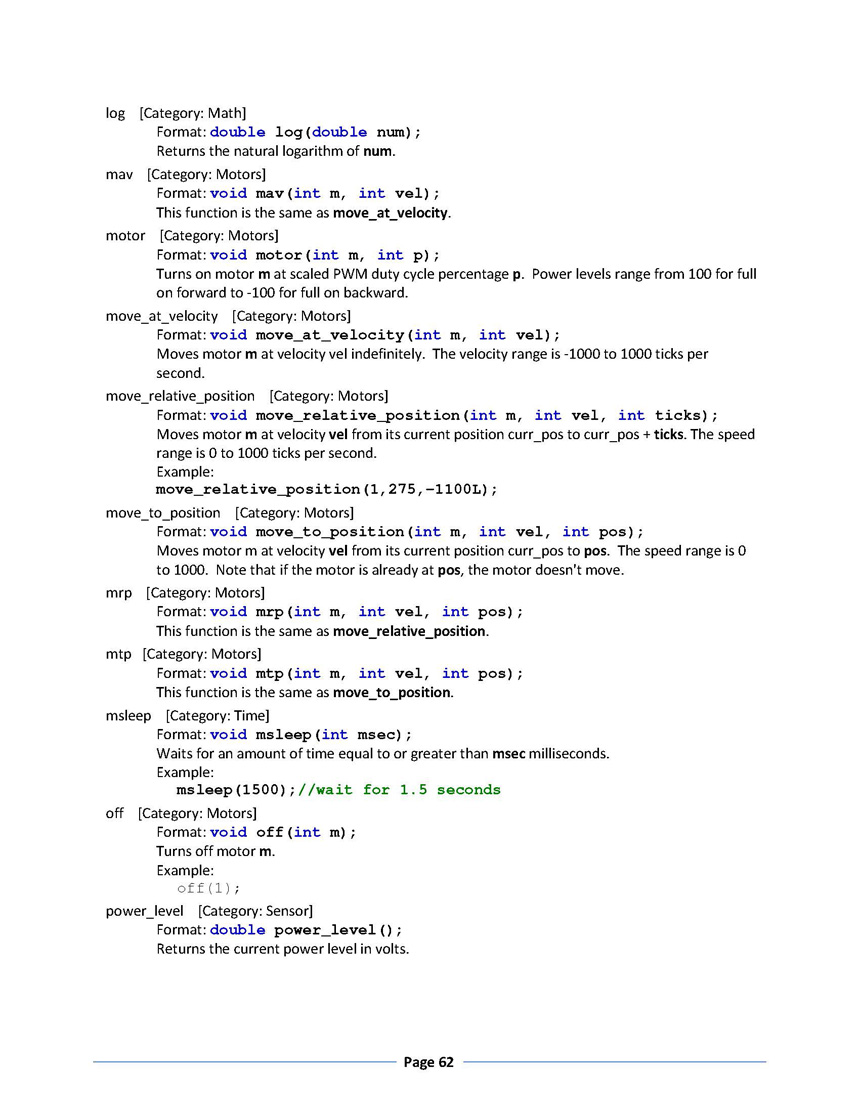 log [Category: Math]
Format: double log(double num);
Returns the natural logarithm of num.
mav [Category: Motors]
Format: void mav(int m, int vel);
This function is the same as move_at_velocity.
motor [Category: Motors]
Format: void motor(int m, int p);
Turns on motor m at scaled PWM duty cycle percentage p. Power levels range from 100 for full
on forward to -100 for full on backward.
move_at_velocity [Category: Motors]
Format: void move_at_velocity(int m, int vel);
Moves motor m at velocity vel indefinitely. The velocity range is -1000 to 1000 ticks per
second.
move_relative_position [Category: Motors]
Format: void move_relative_position(int m, int vel, int ticks);
Moves motor m at velocity vel from its current position curr_pos to curr_pos + ticks. The speed
range is 0 to 1000 ticks per second.
Example:
move_relative_position(1,275,-1100L);
move_to_position [Category: Motors]
Format: void move_to_position(int m, int vel, int pos);
Moves motor m at velocity vel from its current position curr_pos to pos. The speed range is 0
to 1000. Note that if the motor is already at pos, the motor doesn't move.
mrp [Category: Motors]
Format: void mrp(int m, int vel, int pos);
This function is the same as move_relative_position.
mtp [Category: Motors]
Format: void mtp(int m, int vel, int pos);
This function is the same as move_to_position.
msleep [Category: Time]
Format: void msleep(int msec);
Waits for an amount of time equal to or greater than msec milliseconds.
Example:
msleep(1500);//wait for 1.5 seconds
off [Category: Motors]
Format: void off(int m);
Turns off motor m.
Example:
off(1);
power_level [Category: Sensor]
Format: double power_level();
Returns the current power level in volts.
Page 62